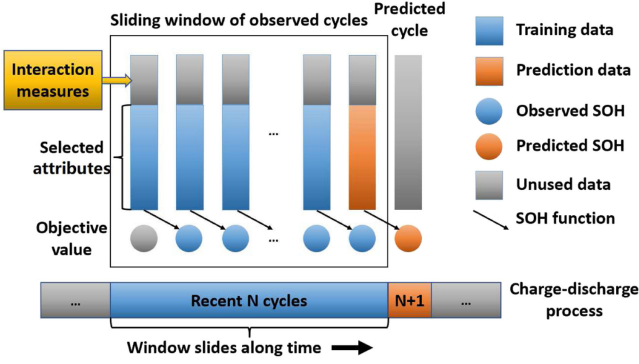 Sliding window of observed cycles
Predicted
cycle
Interaction
measures
Selected
attributes
...
Objective
value
...
Training data
Prediction data
Observed SOH
Predicted SOH
Unused data
SOH function
...
Recent N cycles
N+1
...
Charge-discharge
process
Window slides along time